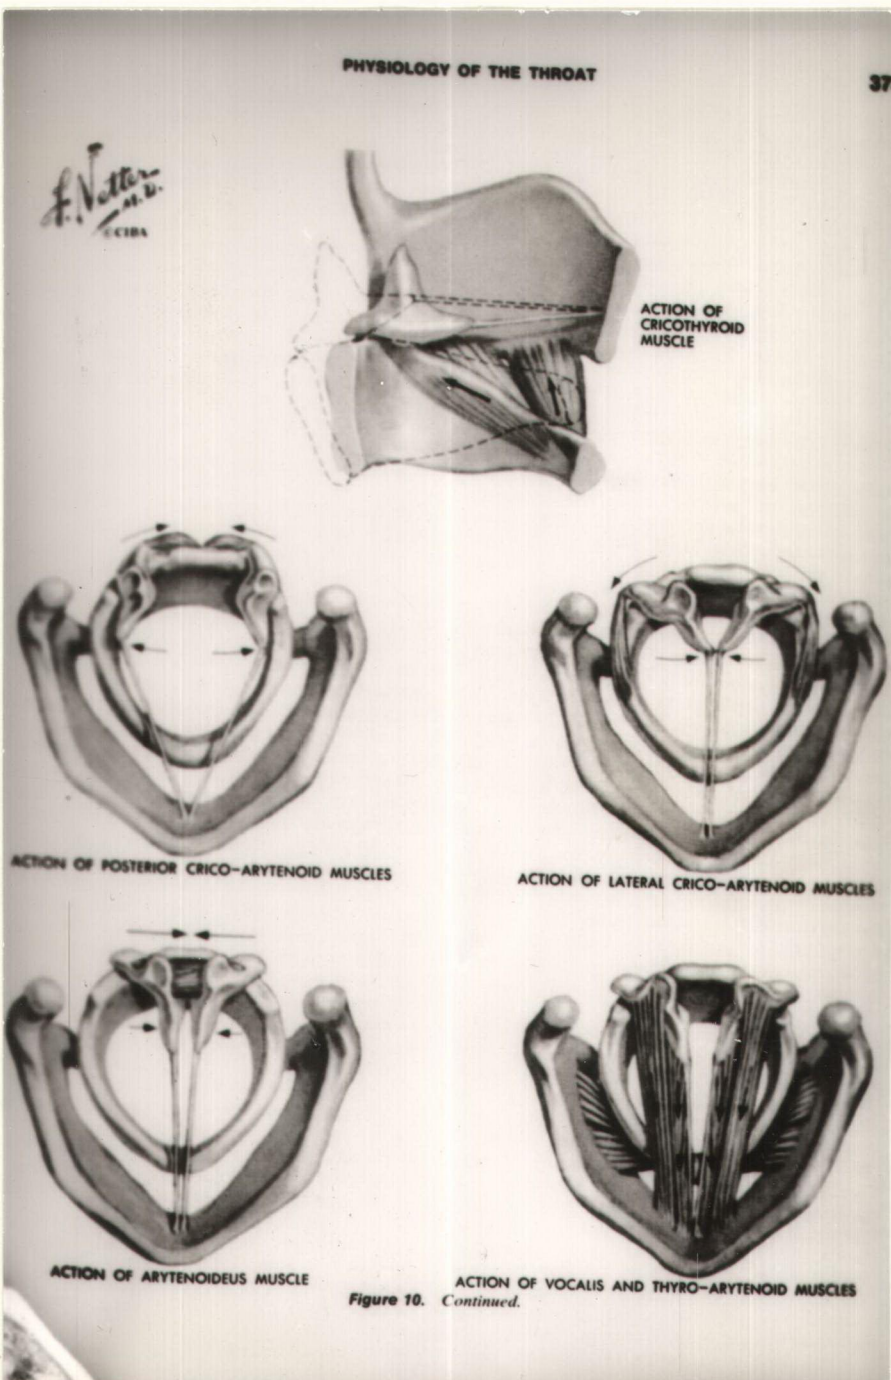 PHYSIOLOGY OF THE THROAT
37
F. Netter
M.D.
©CIBA
ACTION OF
CRICOTHYROID
MUSCLE
ACTION OF POSTERIOR CRICO-ARYTENOID MUSCLES
ACTION OF LATERAL CRICO-ARYTENOID MUSCLES
ACTION OF ARYTENOIDEUS MUSCLE
ACTION OF VOCALIS AND THYRO-ARYTENOID MUSCLES
Figure 10. Continued.